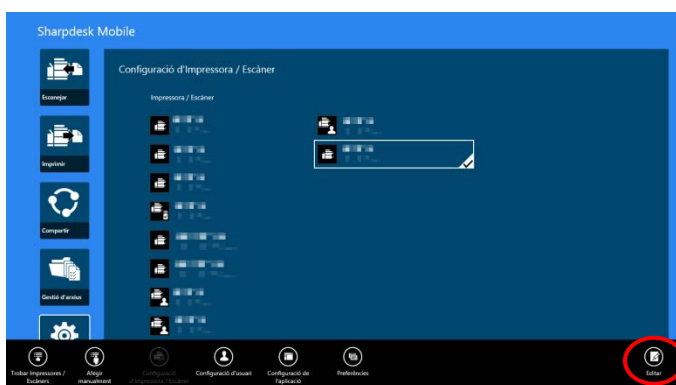 Sharpdesk Mobile
Configuració d'Impressora / Escàner
Escanejar
Impressora / Escàner
Imprimir
Compartir
Gestió d'arxius
Trobar Impressores / Escàners
Afegir manualment
Configuració d'Impressora / Escàner
Configuració d'usuari
Configuració de l'aplicació
Preferències
Editar